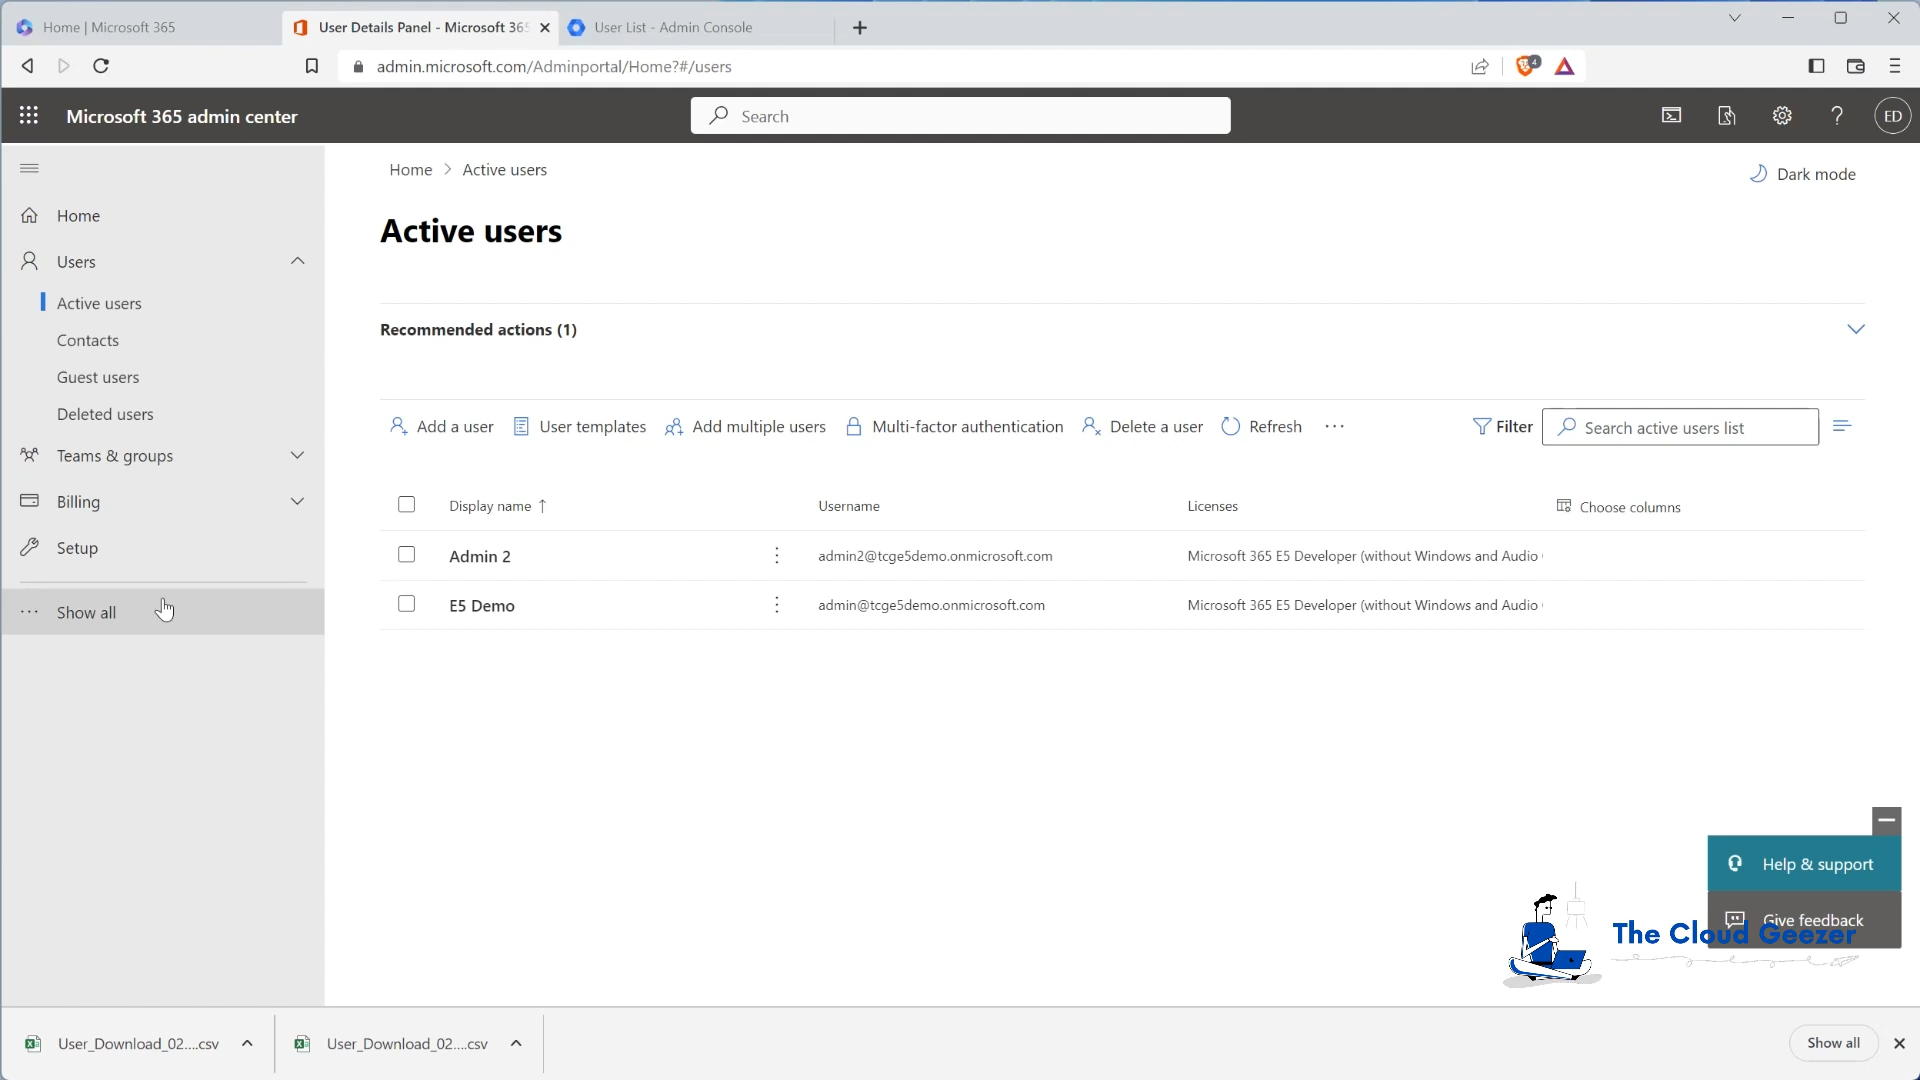 Home | Microsoft 365
User Details Panel - Microsoft 365
User List - Admin Console
admin.microsoft.com/Adminportal/Home?#/users
4
Microsoft 365 admin center
Search
ED
Home
Users
Active users
Contacts
Guest users
Deleted users
Teams & groups
Billing
Setup
Show all
Home > Active users
Dark mode
Active users
Recommended actions (1)
Add a user
User templates
Add multiple users
Multi-factor authentication
Delete a user
Refresh
Filter
Search active users list
Display name ↑
Username
Licenses
Choose columns
Admin 2
admin2@tcge5demo.onmicrosoft.com
Microsoft 365 E5 Developer (without Windows and Audio
E5 Demo
admin@tcge5demo.onmicrosoft.com
Microsoft 365 E5 Developer (without Windows and Audio
Help & support
Give feedback
The Cloud Geezer
User_Download_02....csv
User_Download_02....csv
Show all